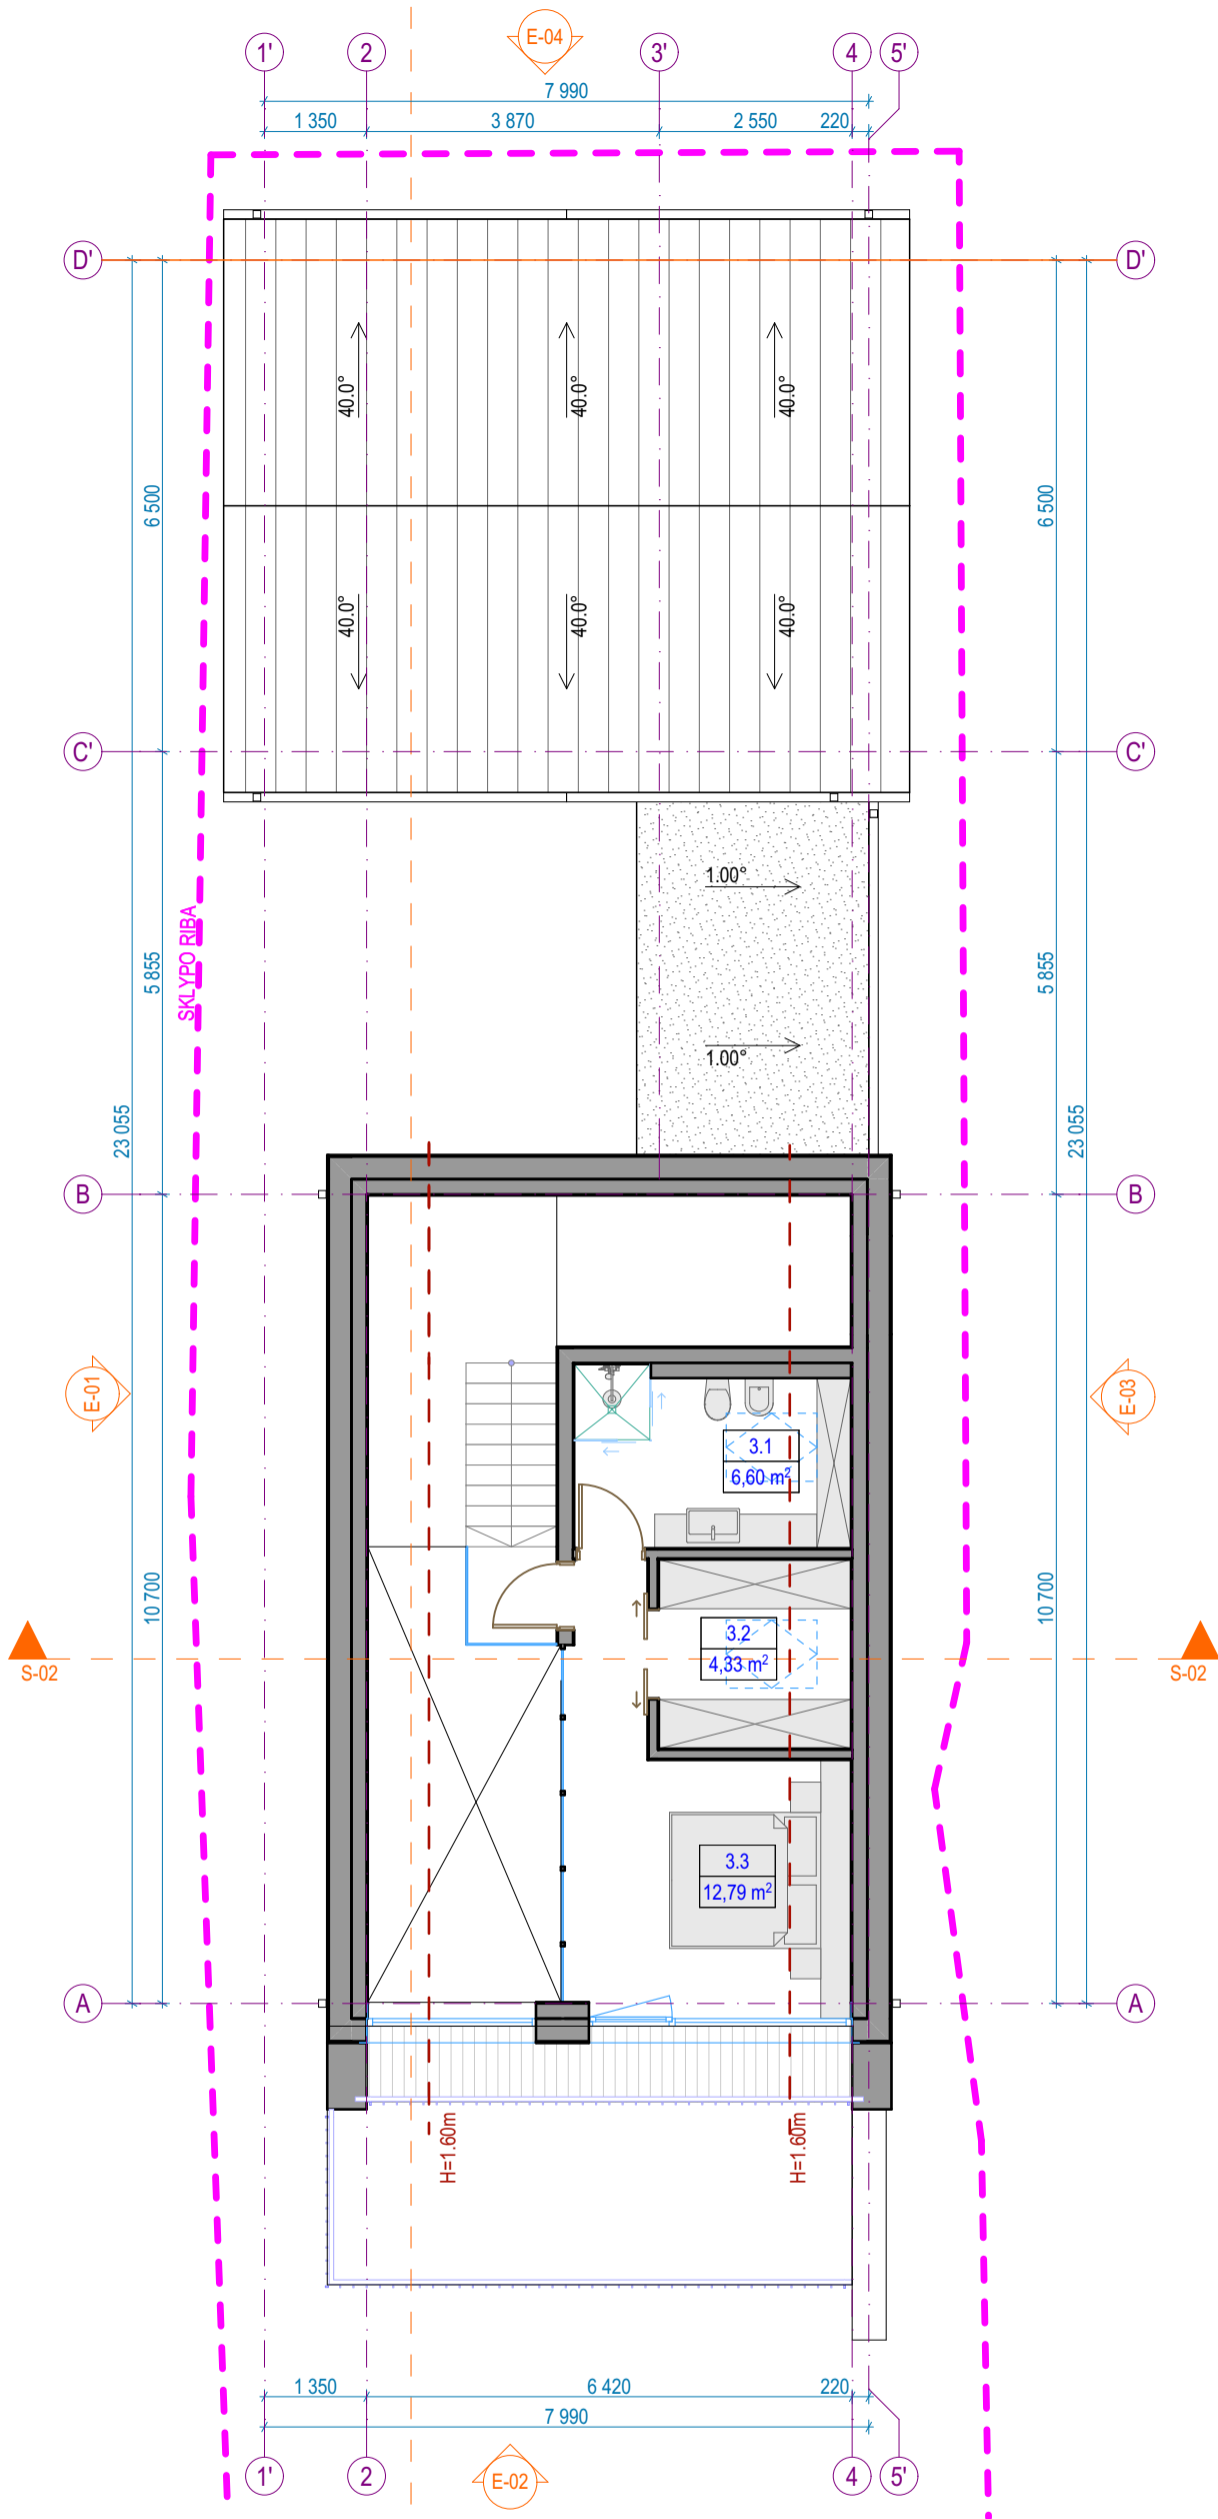 E-04
1' 2 3' 4 5'
7 990
1 350 3 870 2 550 220
D' D'
40.0° 40.0° 40.0°
6 500 6 500
40.0° 40.0° 40.0°
C' C'
1.00°
SKLYPO RIBA
5 855 5 855
1.00°
23 055 23 055
B B
E-01 E-03
3.1
6,60 m²
10 700 10 700
3.2
4,33 m²
S-02 S-02
3.3
12,79 m²
A A
H=1.60m H=1.60m
1 350 6 420 220
7 990
1' 2 4 5'
E-02